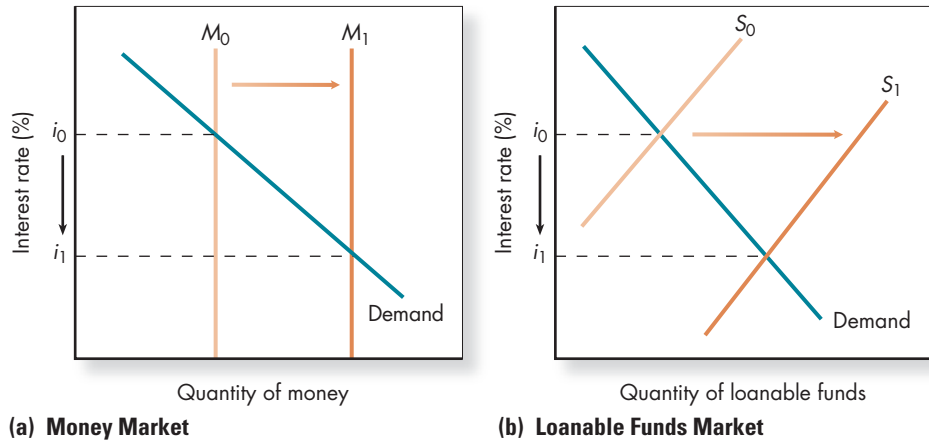 M₀
M₁
Interest rate (%)
i₀
i₁
Demand
Quantity of money
(a) Money Market
S₀
S₁
Interest rate (%)
i₀
i₁
Demand
Quantity of loanable funds
(b) Loanable Funds Market